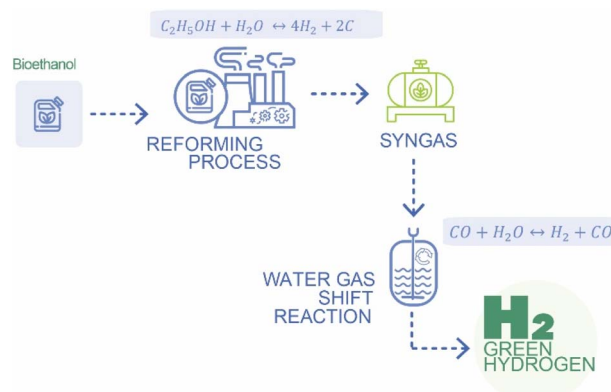 C₂H₅OH + H₂O ↔ 4H₂ + 2C
Bioethanol
REFORMING
PROCESS
SYNGAS
CO + H₂O ↔ H₂ + CO
WATER GAS
SHIFT
REACTION
H2
GREEN
HYDROGEN